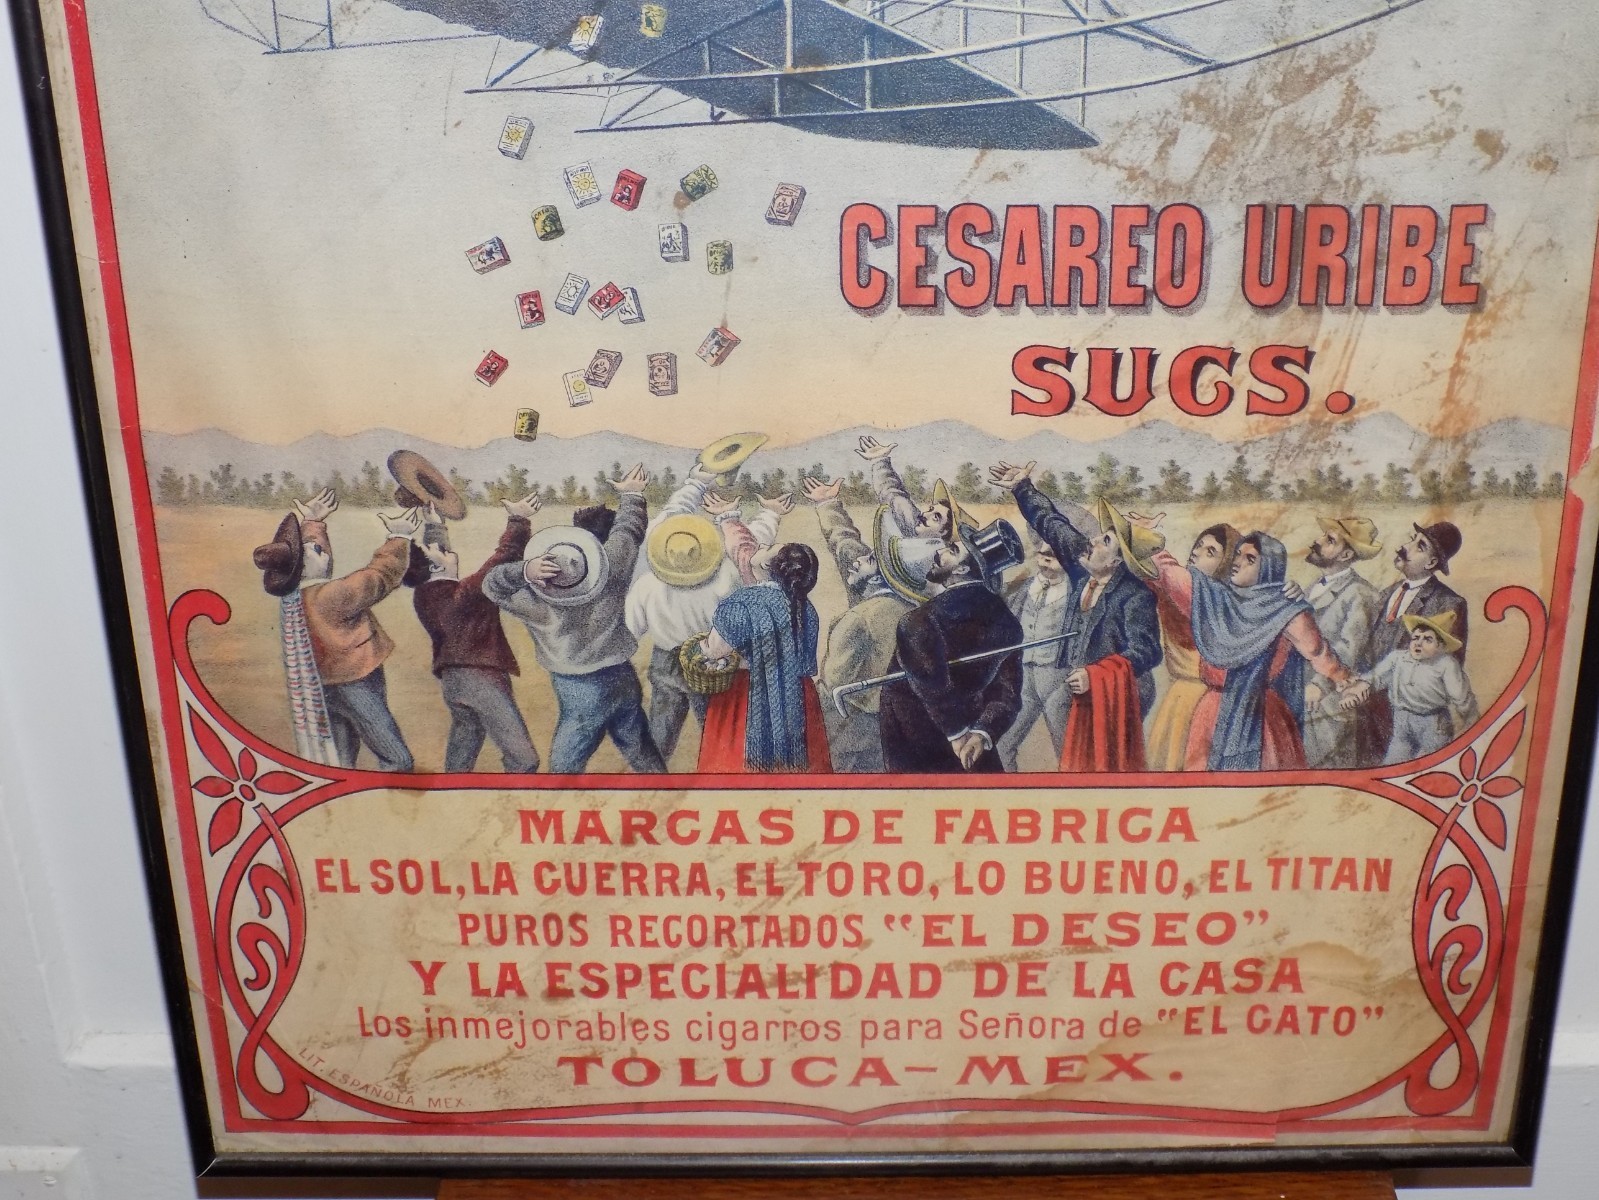 CESAREO URIBE
SUCS.
MARCAS DE FABRICA
EL SOL, LA GUERRA, EL TORO, LO BUENO, EL TITAN
PUROS RECORTADOS "EL DESEO"
Y LA ESPECIALIDAD DE LA CASA
Los inmejorables cigarros para Señora de "EL GATO"
TOLUCA-MEX.
LIT. ESPAÑOLA MEX.